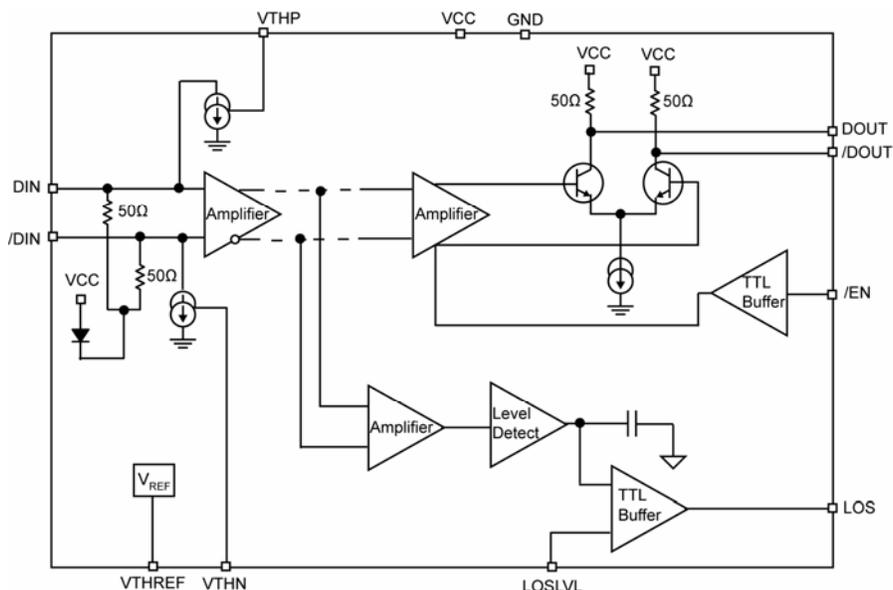 VTHP
VCC
GND
VCC
VCC
50Ω
50Ω
DOUT
/DOUT
DIN
50Ω
Amplifier
Amplifier
/DIN
50Ω
VCC
TTL
Buffer
/EN
Amplifier
Level
Detect
VREF
TTL
Buffer
LOS
VTHREF
VTHN
LOSLVL